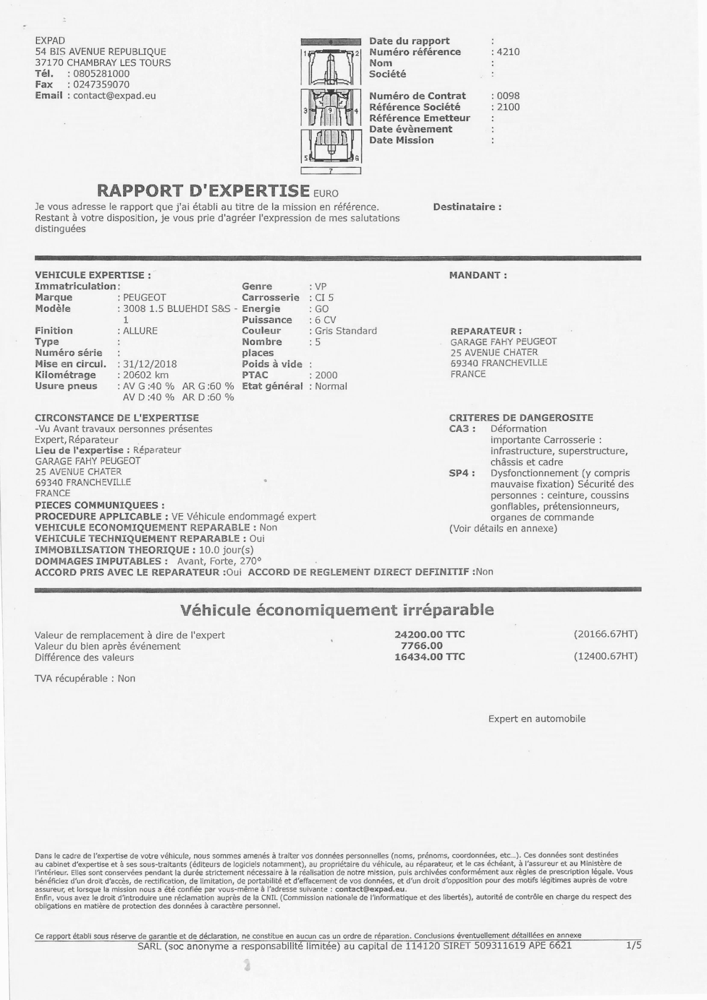 EXPAD
54 BIS AVENUE REPUBLIQUE
37170 CHAMBRAY LES TOURS
Tél. : 0805281000
Fax : 0247359070
Email : contact@expad.eu
1 2
3 9 4
5 6
7
Date du rapport :
Numéro référence : 4210
Nom :
Société :
Numéro de Contrat : 0098
Référence Société : 2100
Référence Emetteur :
Date évènement :
Date Mission :
RAPPORT D'EXPERTISE EURO
Je vous adresse le rapport que j'ai établi au titre de la mission en référence.
Restant à votre disposition, je vous prie d'agréer l'expression de mes salutations
distinguées
Destinataire :
VEHICULE EXPERTISE :
Immatriculation :
Marque : PEUGEOT
Modèle : 3008 1.5 BLUEHDI S&S -
1
Finition : ALLURE
Type :
Numéro série :
Mise en circul. : 31/12/2018
Kilométrage : 20602 km
Usure pneus : AV G :40 % AR G :60 %
AV D :40 % AR D :60 %
Genre : VP
Carrosserie : CI 5
Energie : GO
Puissance : 6 CV
Couleur : Gris Standard
Nombre : 5
places
Poids à vide :
PTAC : 2000
Etat général : Normal
MANDANT :
REPARATEUR :
GARAGE FAHY PEUGEOT
25 AVENUE CHATER
69340 FRANCHEVILLE
FRANCE
CIRCONSTANCE DE L'EXPERTISE
-Vu Avant travaux personnes présentes
Expert, Réparateur
Lieu de l'expertise : Réparateur
GARAGE FAHY PEUGEOT
25 AVENUE CHATER
69340 FRANCHEVILLE
FRANCE
PIECES COMMUNIQUEES :
PROCEDURE APPLICABLE : VE Véhicule endommagé expert
VEHICULE ECONOMIQUEMENT REPARABLE : Non
VEHICULE TECHNIQUEMENT REPARABLE : Oui
IMMOBILISATION THEORIQUE : 10.0 jour(s)
DOMMAGES IMPUTABLES : Avant, Forte, 270°
ACCORD PRIS AVEC LE REPARATEUR :Oui ACCORD DE REGLEMENT DIRECT DEFINITIF :Non
CRITERES DE DANGEROSITE
CA3 : Déformation
importante Carrosserie :
infrastructure, superstructure,
châssis et cadre
SP4 : Dysfonctionnement (y compris
mauvaise fixation) Sécurité des
personnes : ceinture, coussins
gonflables, prétensionneurs,
organes de commande
(Voir détails en annexe)
Véhicule économiquement irréparable
Valeur de remplacement à dire de l'expert 24200.00 TTC (20166.67HT)
Valeur du bien après événement 7766.00
Différence des valeurs 16434.00 TTC (12400.67HT)
TVA récupérable : Non
Expert en automobile
Dans le cadre de l'expertise de votre véhicule, nous sommes amenés à traiter vos données personnelles (noms, prénoms, coordonnées, etc...). Ces données sont destinées
au cabinet d'expertise et à ses sous-traitants (éditeurs de logiciels notamment), au propriétaire du véhicule, au réparateur, et le cas échéant, à l'assureur et au Ministère de
l'intérieur. Elles sont conservées pendant la durée strictement nécessaire à la réalisation de notre mission, puis archivées conformément aux règles de prescription légale. Vous
bénéficiez d'un droit d'accès, de rectification, de limitation, de portabilité et d'effacement de vos données, et d'un droit d'opposition pour des motifs légitimes auprès de votre
assureur, et lorsque la mission nous a été confiée par vous-même à l'adresse suivante : contact@expad.eu.
Enfin, vous avez le droit d'introduire une réclamation auprès de la CNIL (Commission nationale de l'informatique et des libertés), autorité de contrôle en charge du respect des
obligations en matière de protection des données à caractère personnel.
Ce rapport établi sous réserve de garantie et de déclaration, ne constitue en aucun cas un ordre de réparation. Conclusions éventuellement détaillées en annexe
SARL (soc anonyme a responsabilité limitée) au capital de 114120 SIRET 509311619 APE 6621 1/5